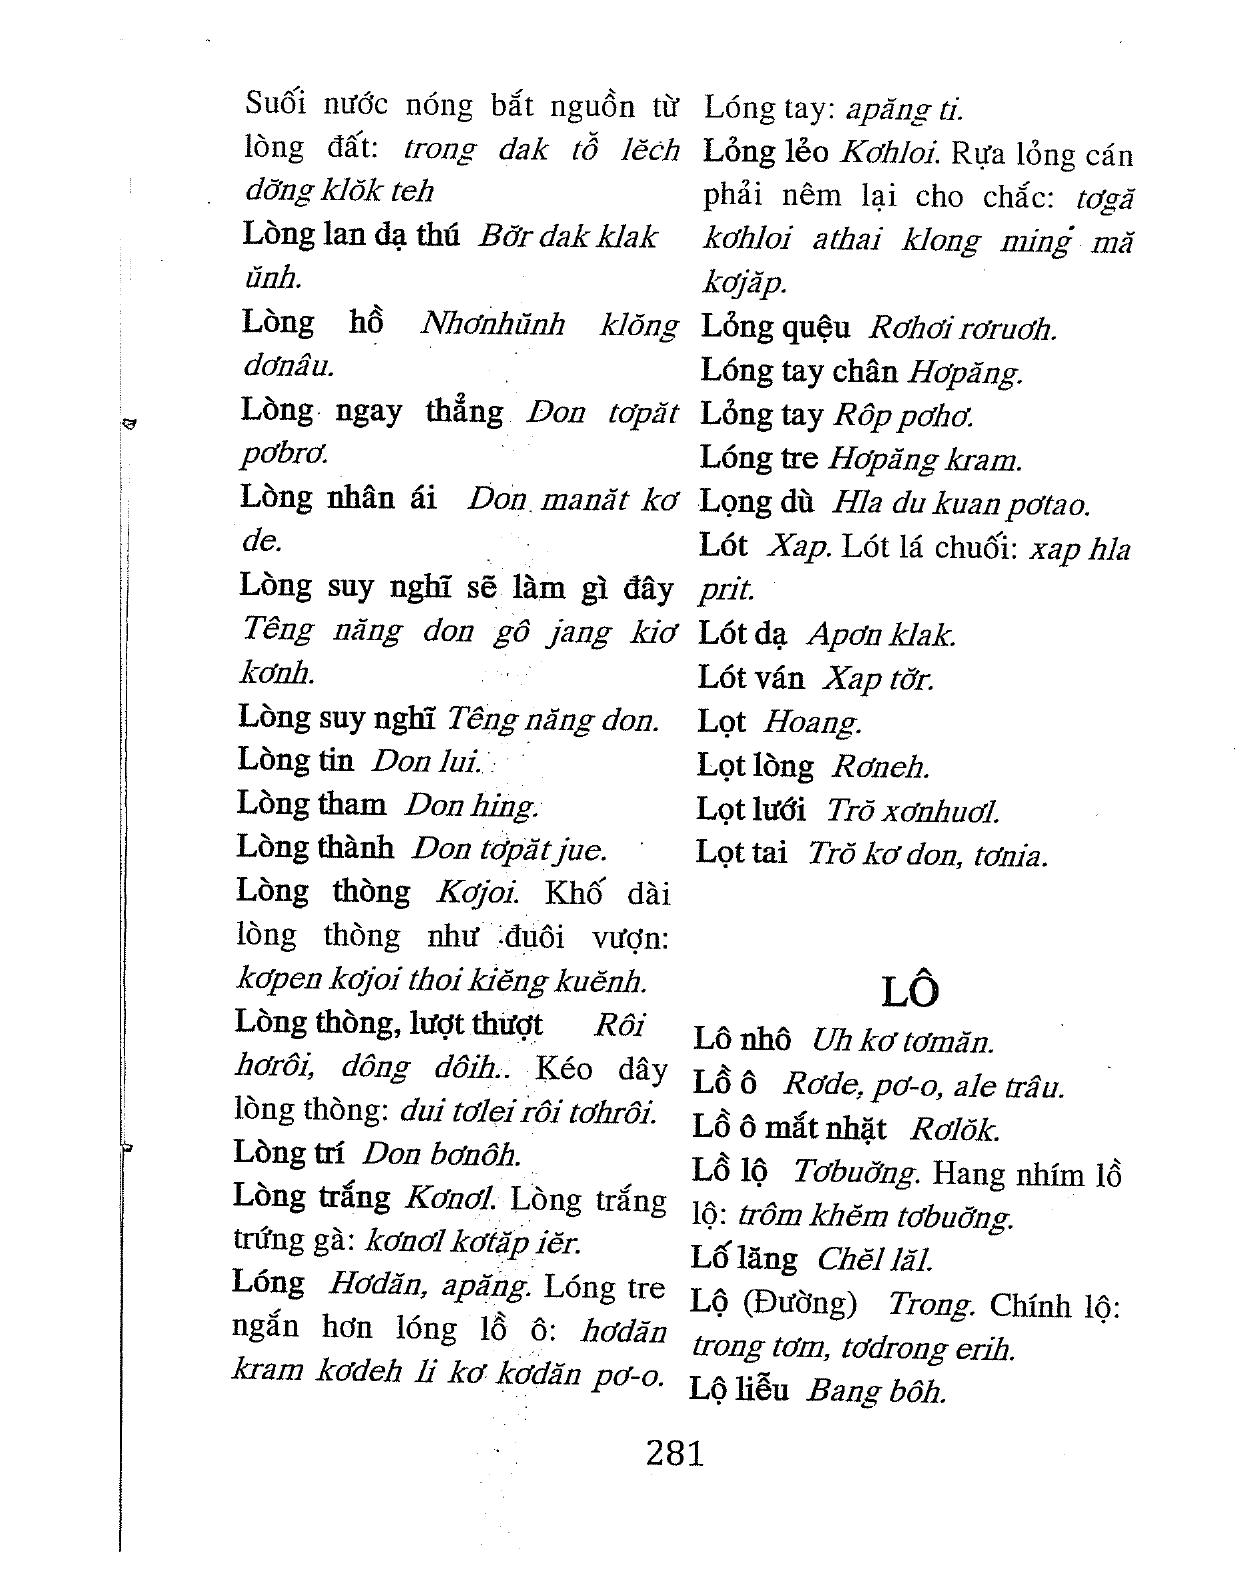 Suối nước nóng bắt nguồn từ
lòng đất: trong dak tỗ lĕch
dơ̆ng klŏk teh
Lòng lan dạ thú Bơ̆r dak klak
ŭnh.
Lòng hồ Nhơnhŭnh klŏng
dơnâu.
Lòng ngay thẳng Đon tơpăt
pơbrơ.
Lòng nhân ái Don manăt kơ
de.
Lòng suy nghĩ sẽ làm gì đây
Têng năng don gô jang kiơ
kơnh.
Lòng suy nghĩ Têng năng don.
Lòng tin Don lui.
Lòng tham Don hing.
Lòng thành Don tơpăt jue.
Lòng thòng Kơjoi. Khố dài
lòng thòng như đuôi vượn:
kơpen kơjoi thoi kiĕng kuĕnh.
Lòng thòng, lượt thượt Rôi
hơrôi, dông dôih.. Kéo dây
lòng thòng: dui tơlei rôi tơhrôi.
Lòng trí Don bơnôh.
Lòng trắng Kơnơl. Lòng trắng
trứng gà: kơnơl kơtăp iĕr.
Lóng Hơdăn, apăng. Lóng tre
ngắn hơn lóng lồ ô: hơdăn
kram kơdeh li kơ kơdăn pơ-o.
Lóng tay: apăng ti.
Lỏng lẻo Kơhloi. Rựa lỏng cán
phải nêm lại cho chắc: tơgă
kơhloi athai klong ming mă
kơjăp.
Lỏng quệu Rơhơi rơruơh.
Lóng tay chân Hơpăng.
Lỏng tay Rôp pơhơ.
Lóng tre Hơpăng kram.
Lọng dù Hla du kuan pơtao.
Lót Xap. Lót lá chuối: xap hla
prit.
Lót dạ Apơn klak.
Lót ván Xap tơ̆r.
Lọt Hoang.
Lọt lòng Rơneh.
Lọt lưới Trŏ xơnhuơl.
Lọt tai Trŏ kơ don, tơnia.
LÔ
Lô nhô Uh kơ tơmăn.
Lồ ô Rơde, pơ-o, ale trâu.
Lồ ô mắt nhặt Rơlŏk.
Lồ lộ Tơbuơ̆ng. Hang nhím lồ
lộ: trôm khĕm tơbuơ̆ng.
Lố lăng Chĕl lăl.
Lộ (Đường) Trong. Chính lộ:
trong tơm, tơdrong erih.
Lộ liễu Bang bôh.
281